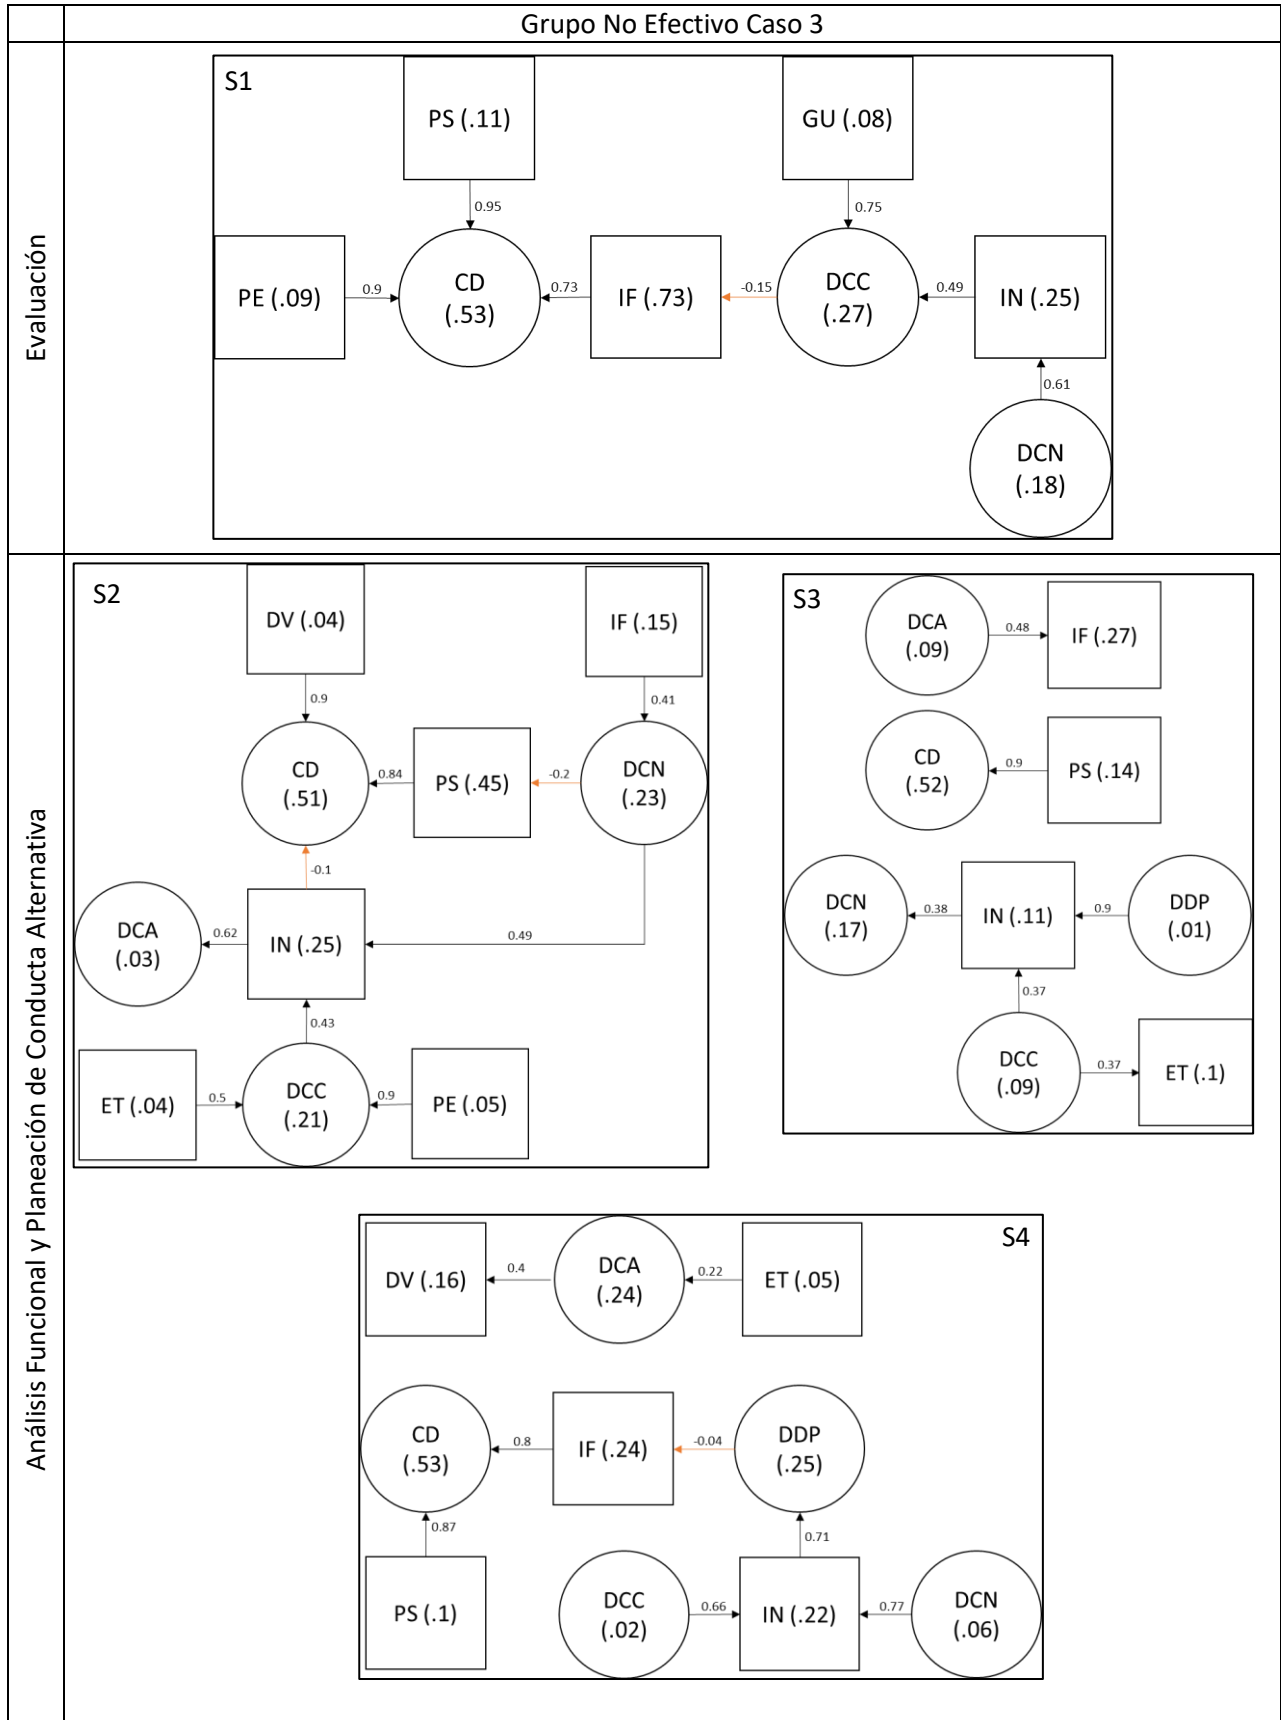 Grupo No Efectivo Caso 3
Evaluación
S1
PS (.11)
GU (.08)
0.95
0.75
PE (.09)
0.9
CD
(.53)
0.73
IF (.73)
-0.15
DCC
(.27)
0.49
IN (.25)
0.61
DCN
(.18)
Análisis Funcional y Planeación de Conducta Alternativa
S2
DV (.04)
IF (.15)
0.9
0.41
CD
(.51)
0.84
PS (.45)
-0.2
DCN
(.23)
-0.1
DCA
(.03)
0.62
IN (.25)
0.49
0.43
ET (.04)
0.5
DCC
(.21)
0.9
PE (.05)
S3
DCA
(.09)
0.48
IF (.27)
CD
(.52)
0.9
PS (.14)
DCN
(.17)
0.38
IN (.11)
0.9
DDP
(.01)
0.37
DCC
(.09)
0.37
ET (.1)
S4
DV (.16)
0.4
DCA
(.24)
0.22
ET (.05)
CD
(.53)
0.8
IF (.24)
-0.04
DDP
(.25)
0.87
0.71
PS (.1)
DCC
(.02)
0.66
IN (.22)
0.77
DCN
(.06)